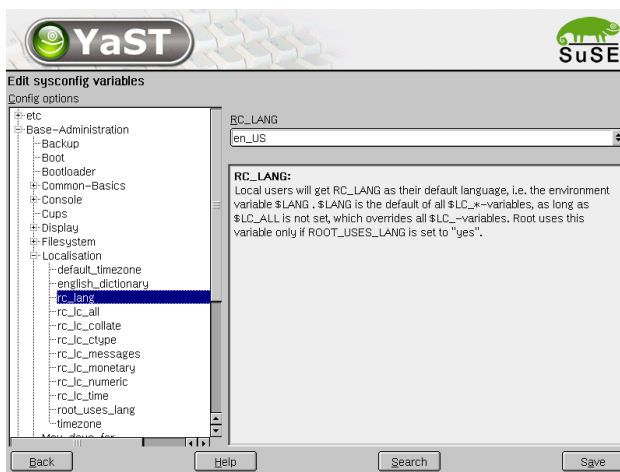 YaST
SuSE
Edit sysconfig variables
Config options
etc
Base-Administration
Backup
Boot
Bootloader
Common-Basics
Console
Cups
Display
Filesystem
Localisation
default_timezone
english_dictionary
rc_lang
rc_lc_all
rc_lc_collate
rc_lc_ctype
rc_lc_messages
rc_lc_monetary
rc_lc_numeric
rc_lc_time
root_uses_lang
timezone
RC_LANG
en_US
RC_LANG:
Local users will get RC_LANG as their default language, i.e. the environment
variable $LANG . $LANG is the default of all $LC_*-variables, as long as
$LC_ALL is not set, which overrides all $LC_-variables. Root uses this
variable only if ROOT_USES_LANG is set to "yes".
Back
Help
Search
Save